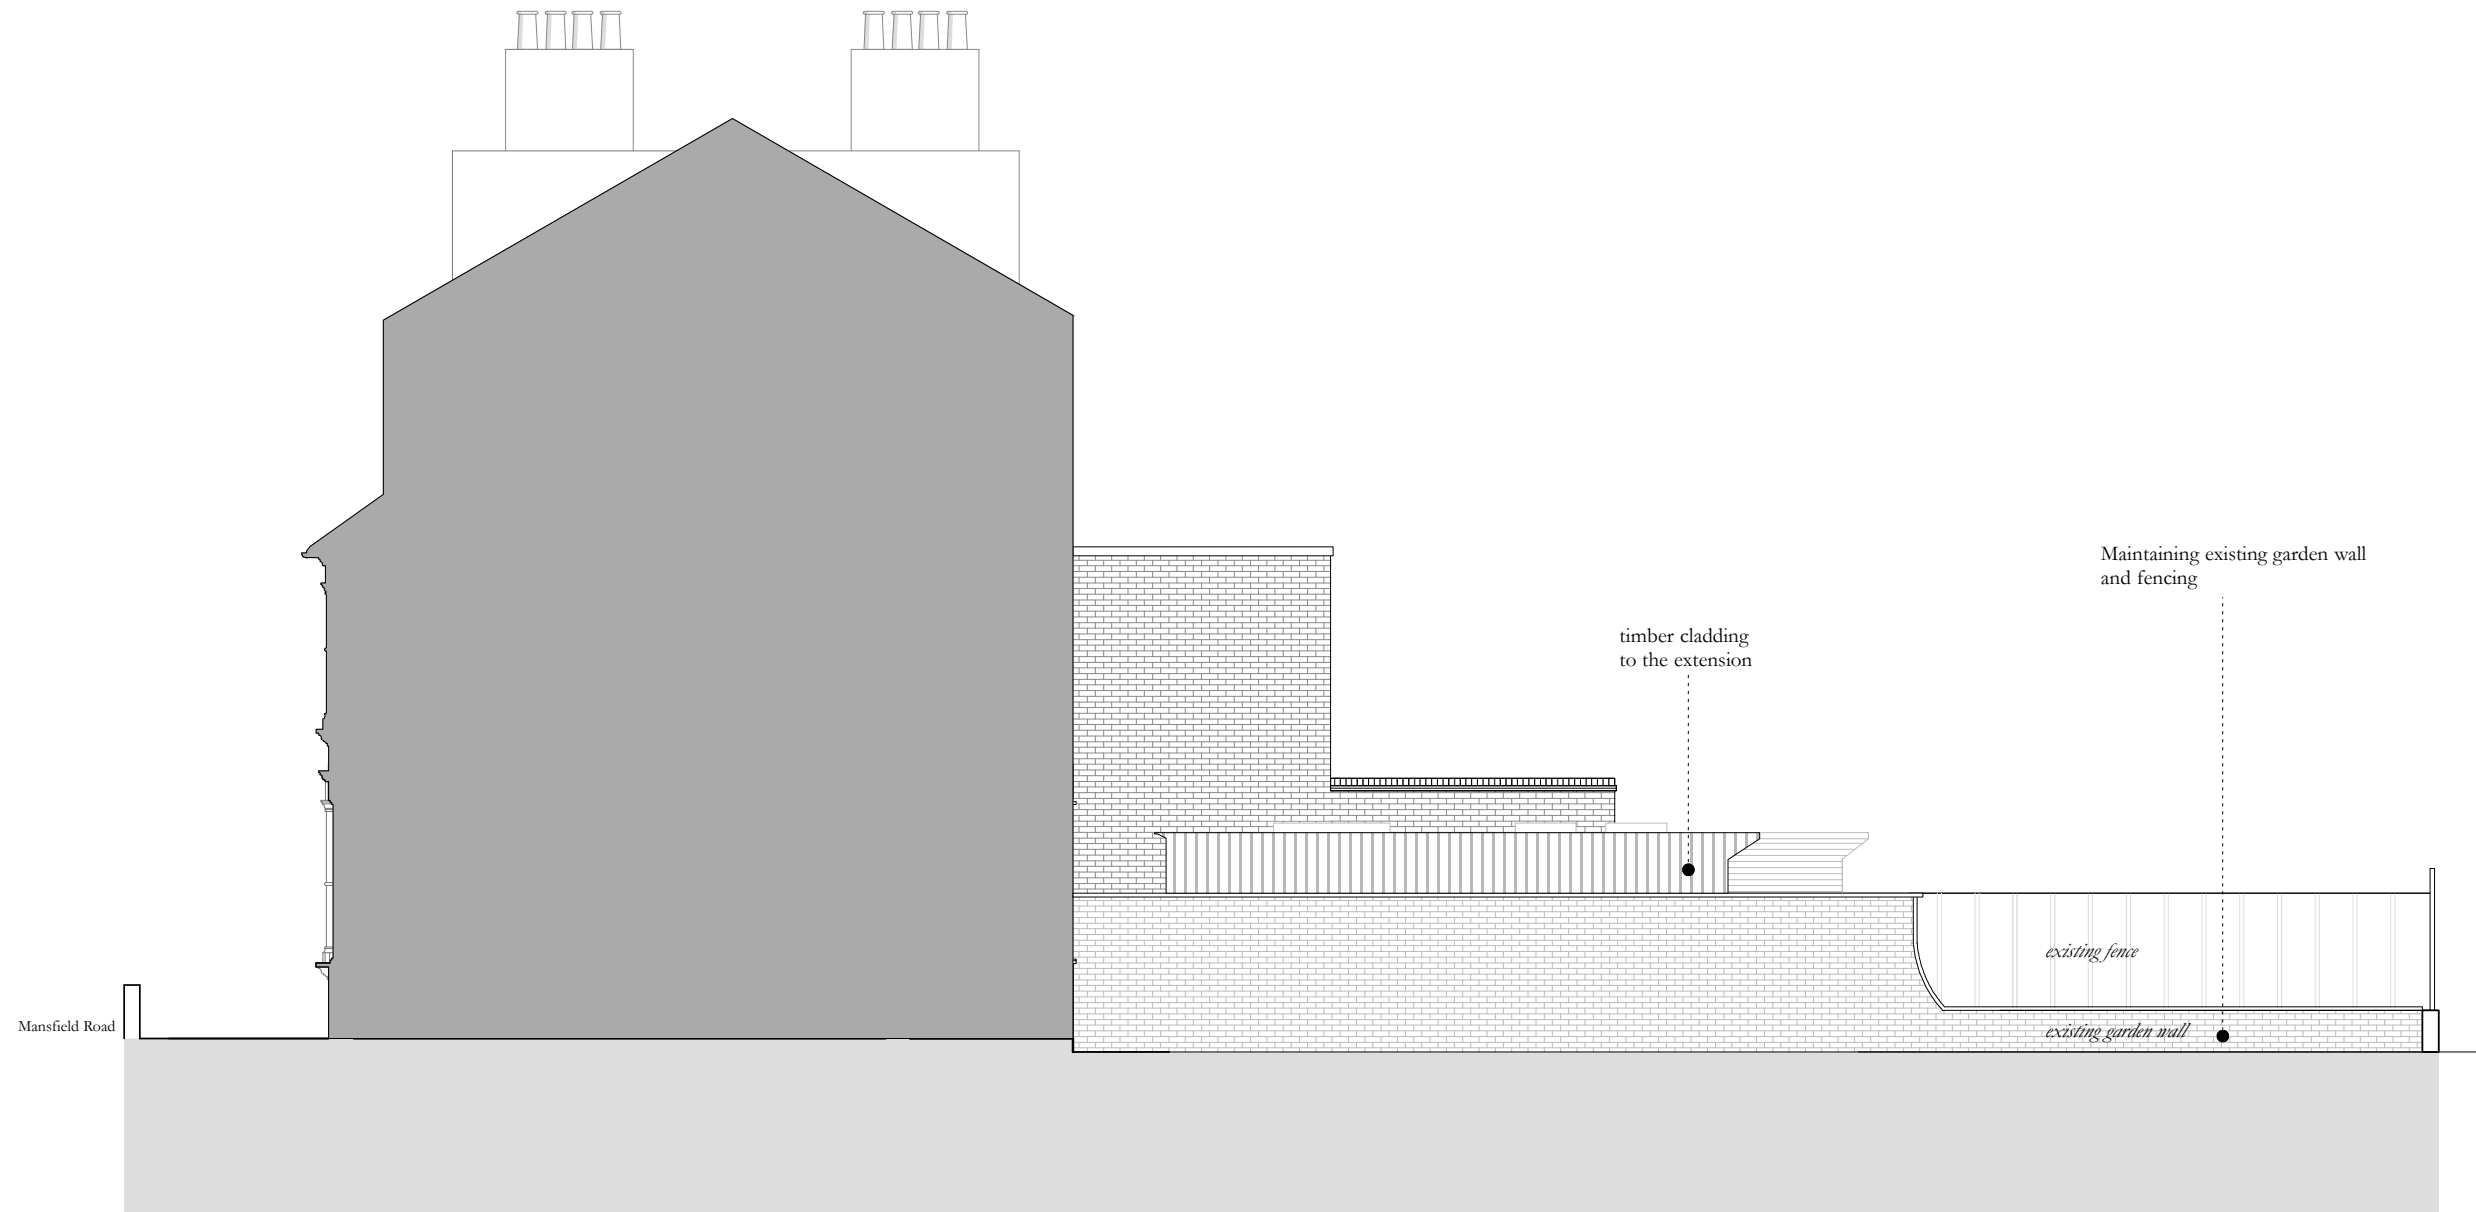 Maintaining existing garden wall
and fencing
timber cladding
to the extension
existing fence
Mansfield Road
existing garden wall